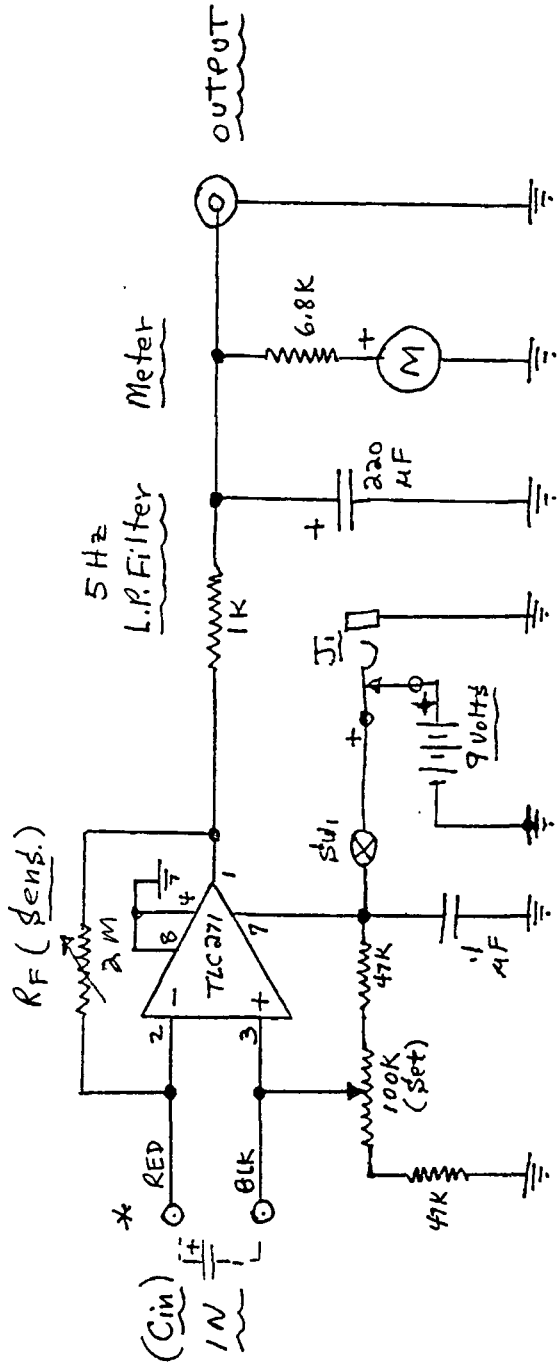 R_F (Sens.)
2M
5 Hz
L.P. Filter
Meter
OUTPUT
*
(Cin)
IN
+
RED
BLK
2
3
−
+
8
4
TLC271
7
1
1K
+
220
µF
6.8K
+
M
47K
100K
(Set)
47K
SW1
+
J1
+
9 Volts
.1
µF